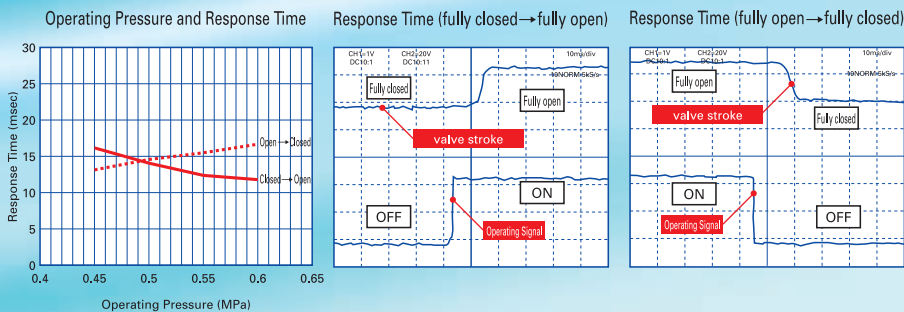 Operating Pressure and Response Time
30
25
20
15
10
5
0
Response Time (msec)
Open→Closed
Closed→Open
0.4
0.45
0.5
0.55
0.6
0.65
Operating Pressure (MPa)
Response Time (fully closed→fully open)
CH1=1V
DC10:1
CH2=20V
DC10:11
10ms/div
Fully closed
Fully open
valve stroke
ON
OFF
Operating Signal
Response Time (fully open→fully closed)
CH2=20V
10ms/div
Fully open
valve stroke
Fully closed
ON
Operating Signal
OFF